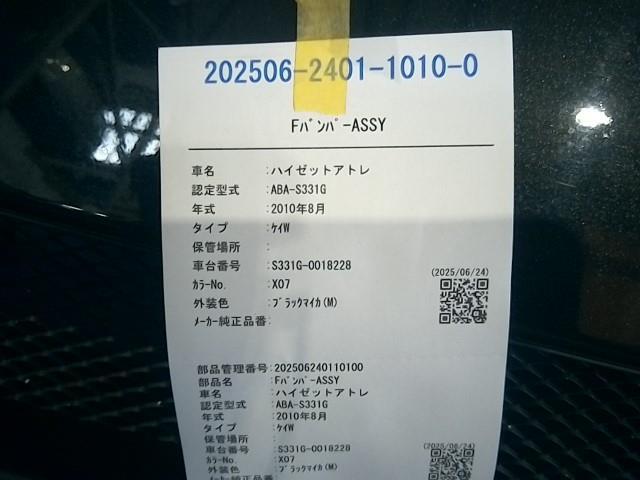 202506-2401-1010-0
FﾊﾞﾝﾊﾟｰASSY
車名 :ハイゼットアトレ
認定型式 :ABA-S331G
年式 :2010年8月
タイプ :ｹｲW
保管場所 :
車台番号 :S331G-0018228
ｶﾗｰNo. :X07
外装色 :ﾌﾞﾗｯｸﾏｲｶ(M)
ﾒｰｶｰ純正品番:
(2025/06/24)
部品管理番号:202506240110100
部品名 :FﾊﾞﾝﾊﾟｰASSY
車名 :ハイゼットアトレ
認定型式 :ABA-S331G
年式 :2010年8月
タイプ :ｹｲW
保管場所 :
車台番号 :S331G-0018228
ｶﾗｰNo. :X07
外装色 :ﾌﾞﾗｯｸﾏｲｶ(M)
ﾒｰｶｰ純正品番:
(2025/06/24)